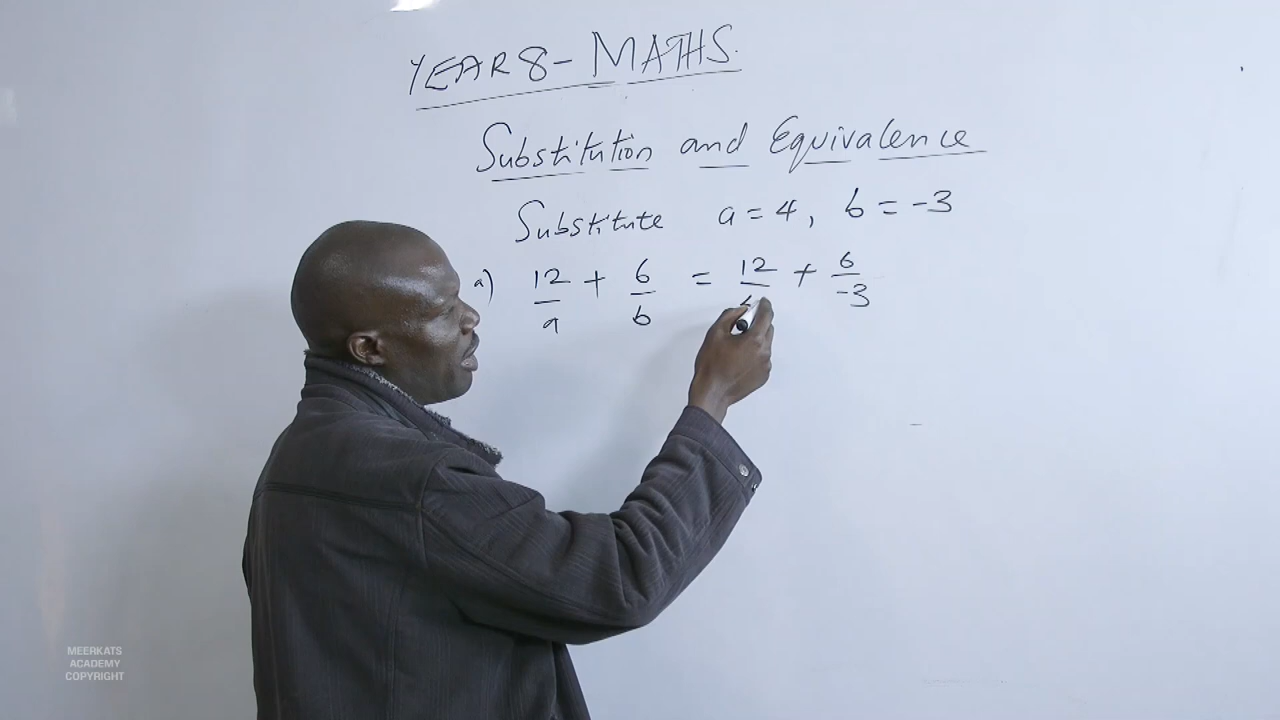 YEAR 8 - MATHS.
Substitution and Equivalence
Substitute a = 4, b = -3
a) 12/a + 6/b = 12/4 + 6/-3
MEERKATS
ACADEMY
COPYRIGHT